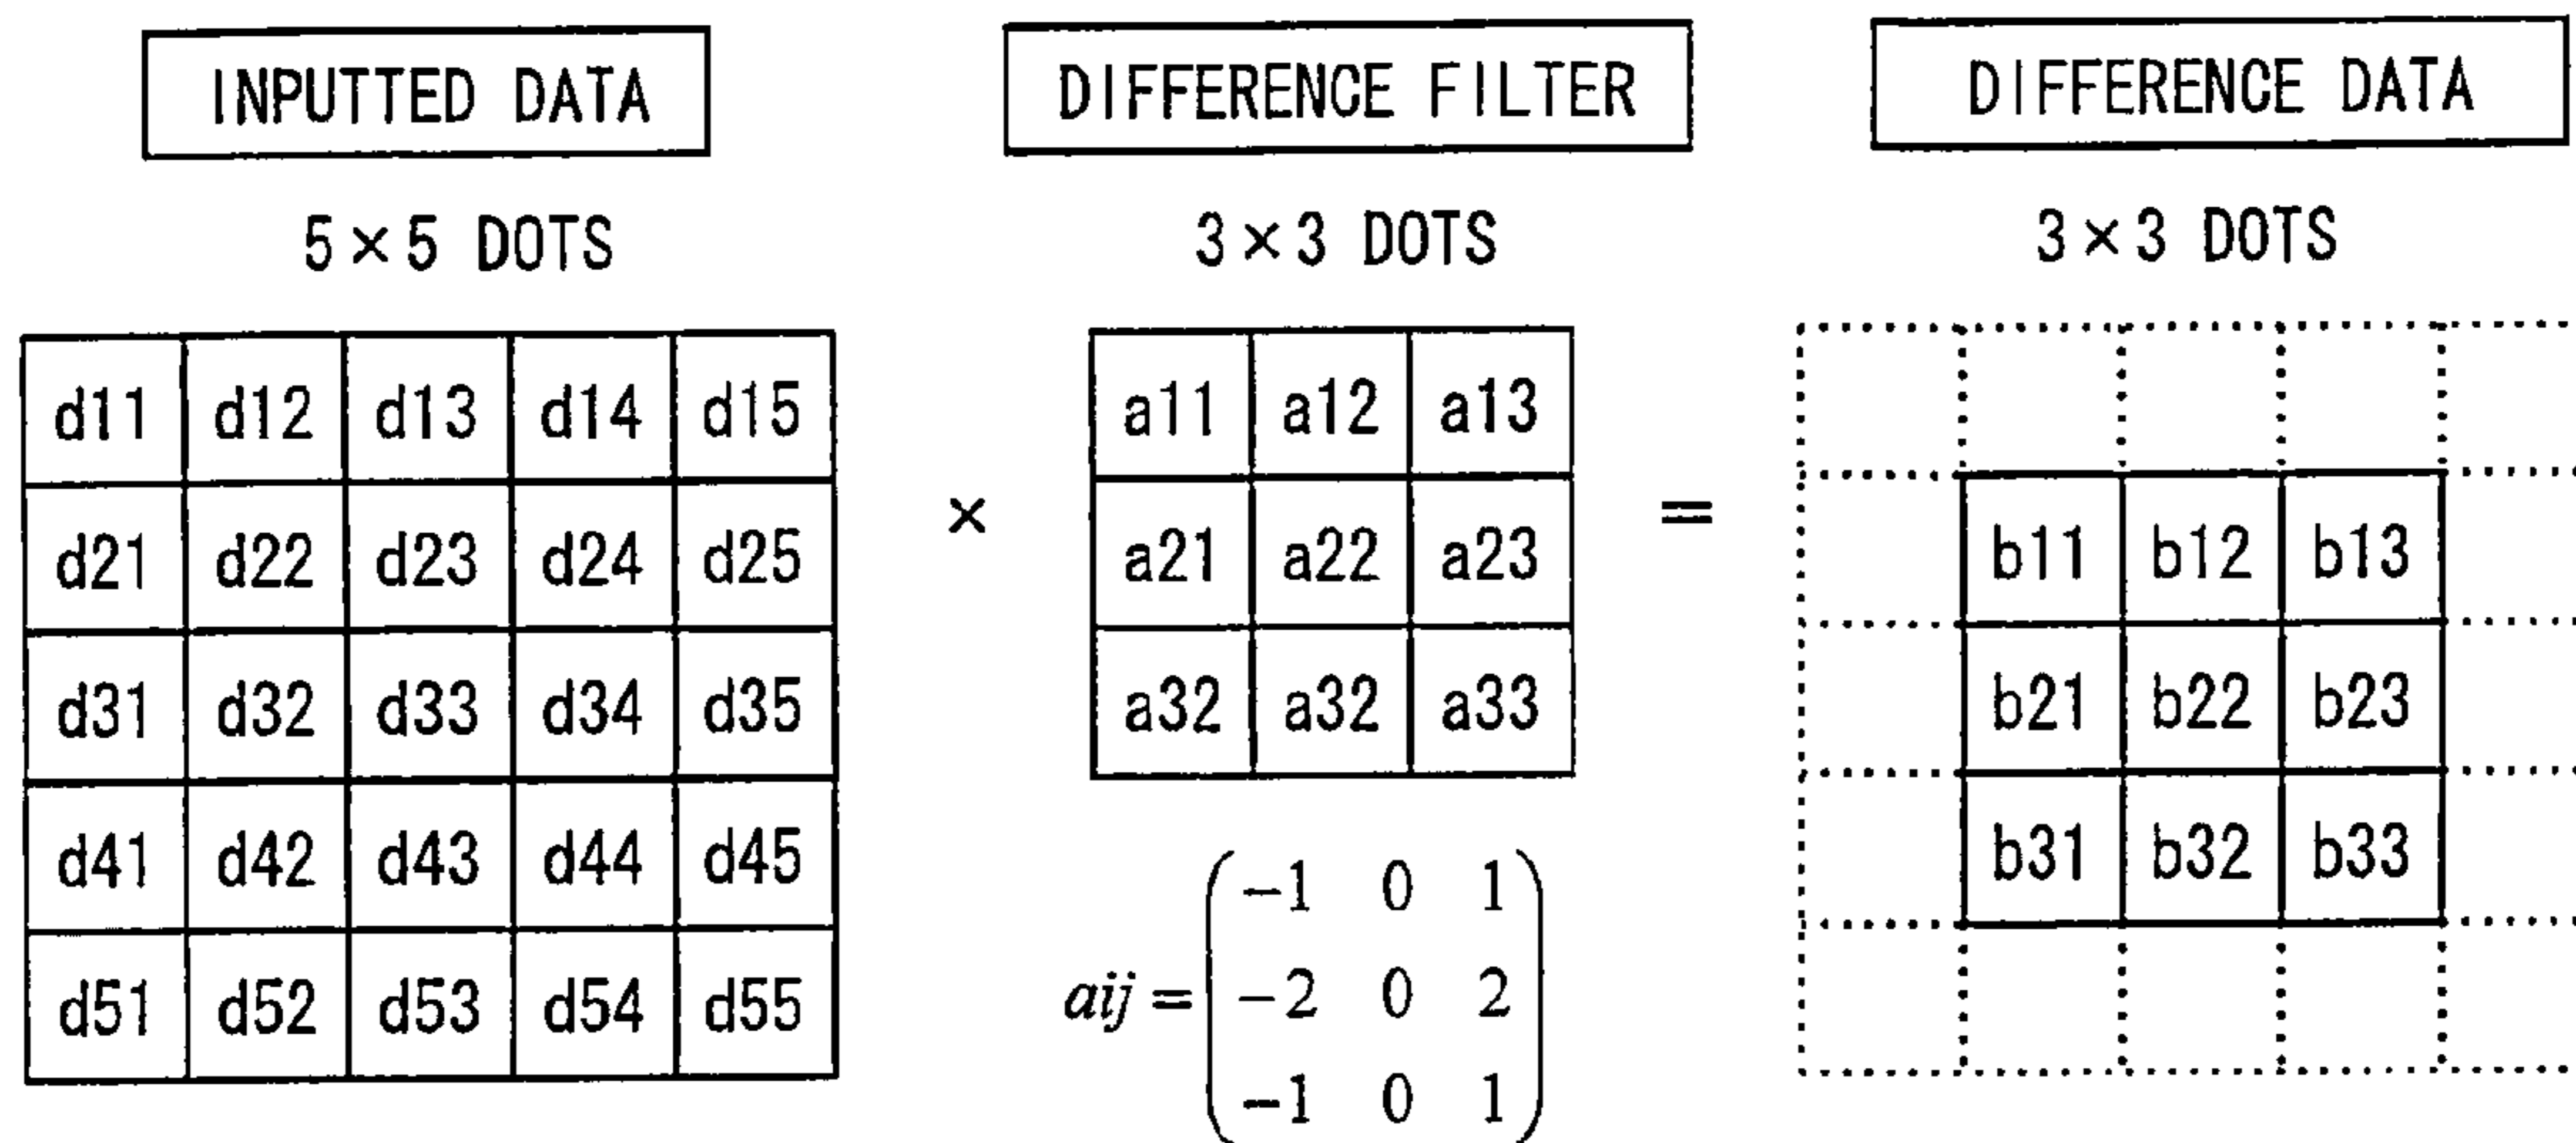 INPUTTED DATA
5×5 DOTS
d11 d12 d13 d14 d15
d21 d22 d23 d24 d25
d31 d32 d33 d34 d35
d41 d42 d43 d44 d45
d51 d52 d53 d54 d55
×
DIFFERENCE FILTER
3×3 DOTS
a11 a12 a13
a21 a22 a23
a32 a32 a33
aij = ( -1 0 1
-2 0 2
-1 0 1 )
=
DIFFERENCE DATA
3×3 DOTS
b11 b12 b13
b21 b22 b23
b31 b32 b33